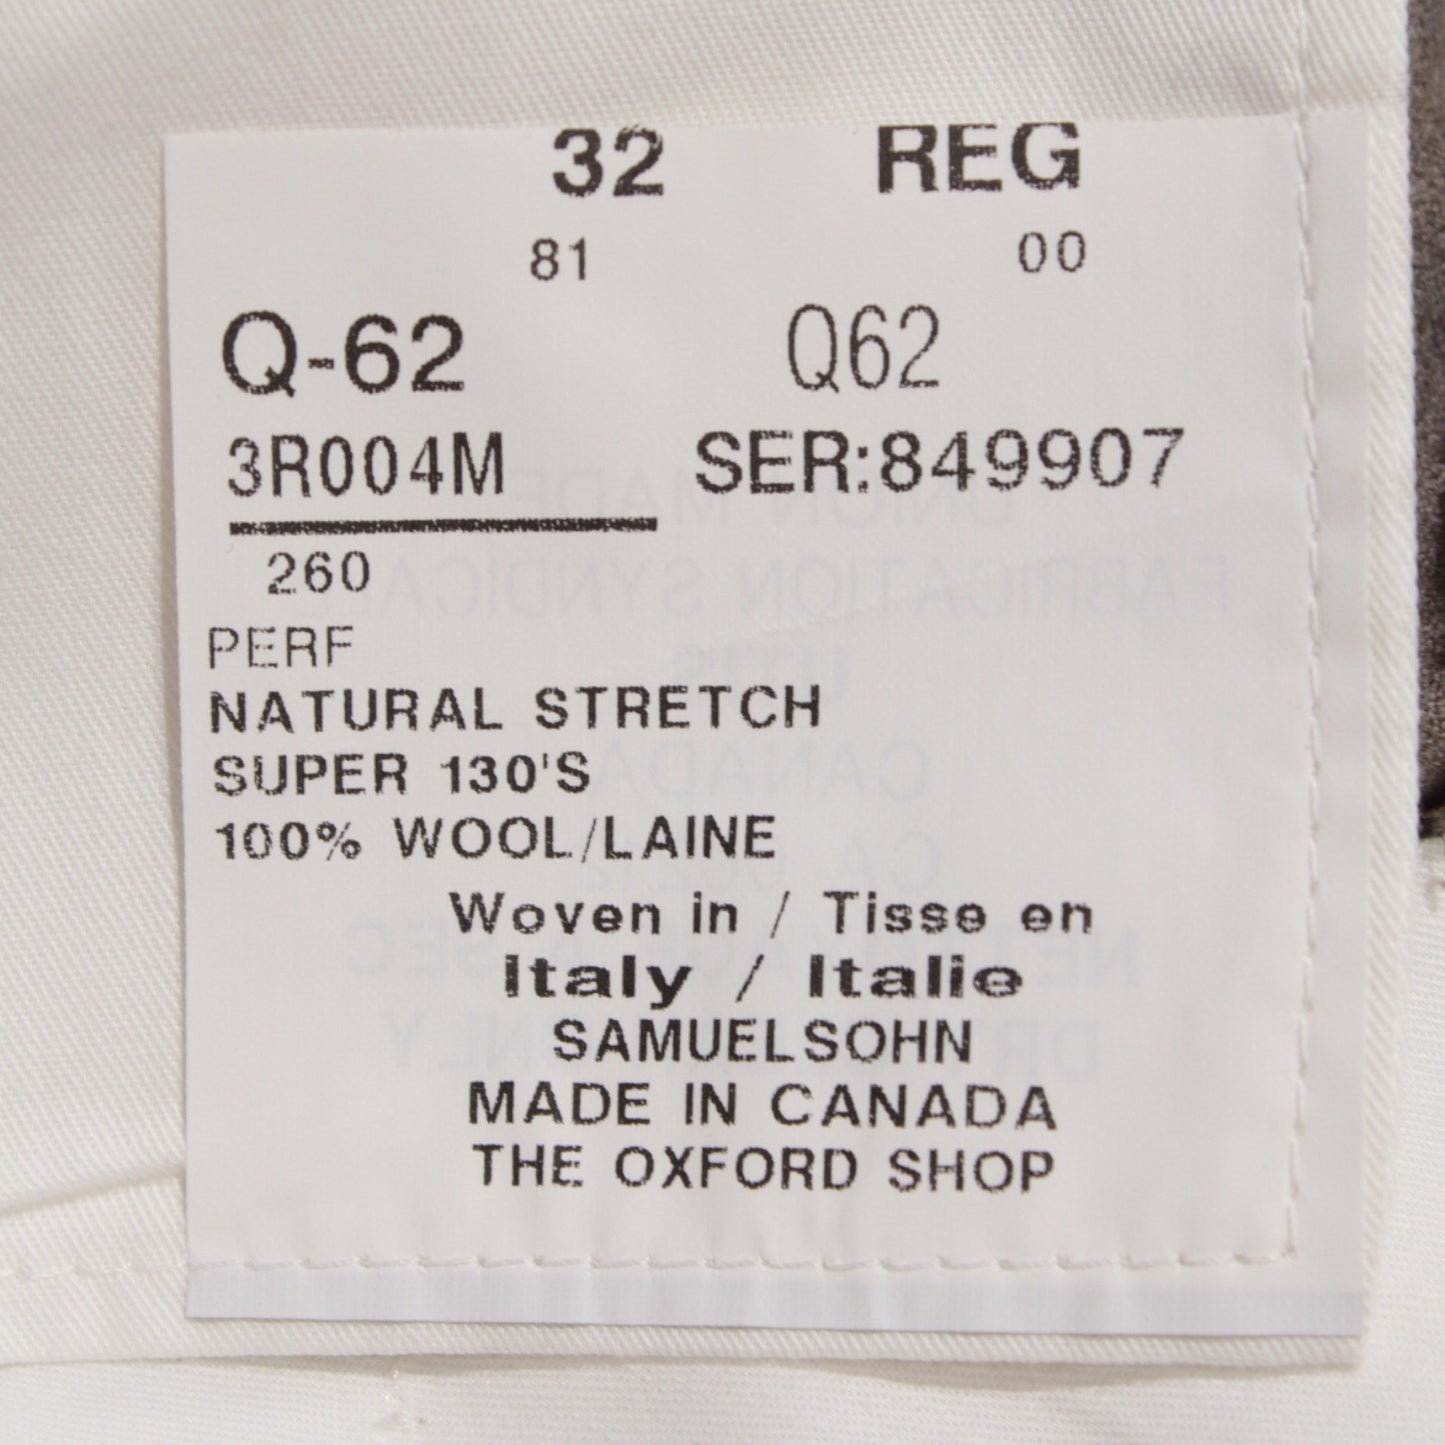 32 REG
81 00
Q-62 Q62
3R004M SER:849907
260
PERF
NATURAL STRETCH
SUPER 130'S
100% WOOL/LAINE
Woven in / Tisse en
Italy / Italie
SAMUELSOHN
MADE IN CANADA
THE OXFORD SHOP